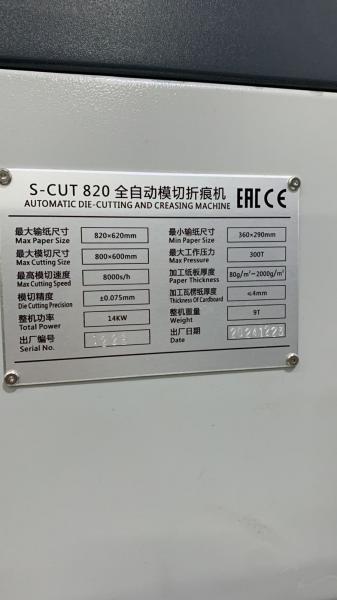 S-CUT 820 全自动模切折痕机
AUTOMATIC DIE-CUTTING AND CREASING MACHINE
EAC CE
最大输纸尺寸 820×620mm 最小输纸尺寸 360×290mm
Max Paper Size Min Paper Size
最大模切尺寸 800×600mm 最大工作压力 300T
Max Cutting Size Max Pressure
最高模切速度 8000s/h 加工纸板厚度 80g/m²~2000g/m²
Max Cutting Speed Paper Thickness
模切精度 ±0.075mm 加工瓦楞纸厚度 ≤4mm
Die Cutting Precision Thickness Of Cardboard
整机功率 14KW 整机重量 9T
Total Power Weight
出厂编号 出厂日期 20241223
Serial No. Date